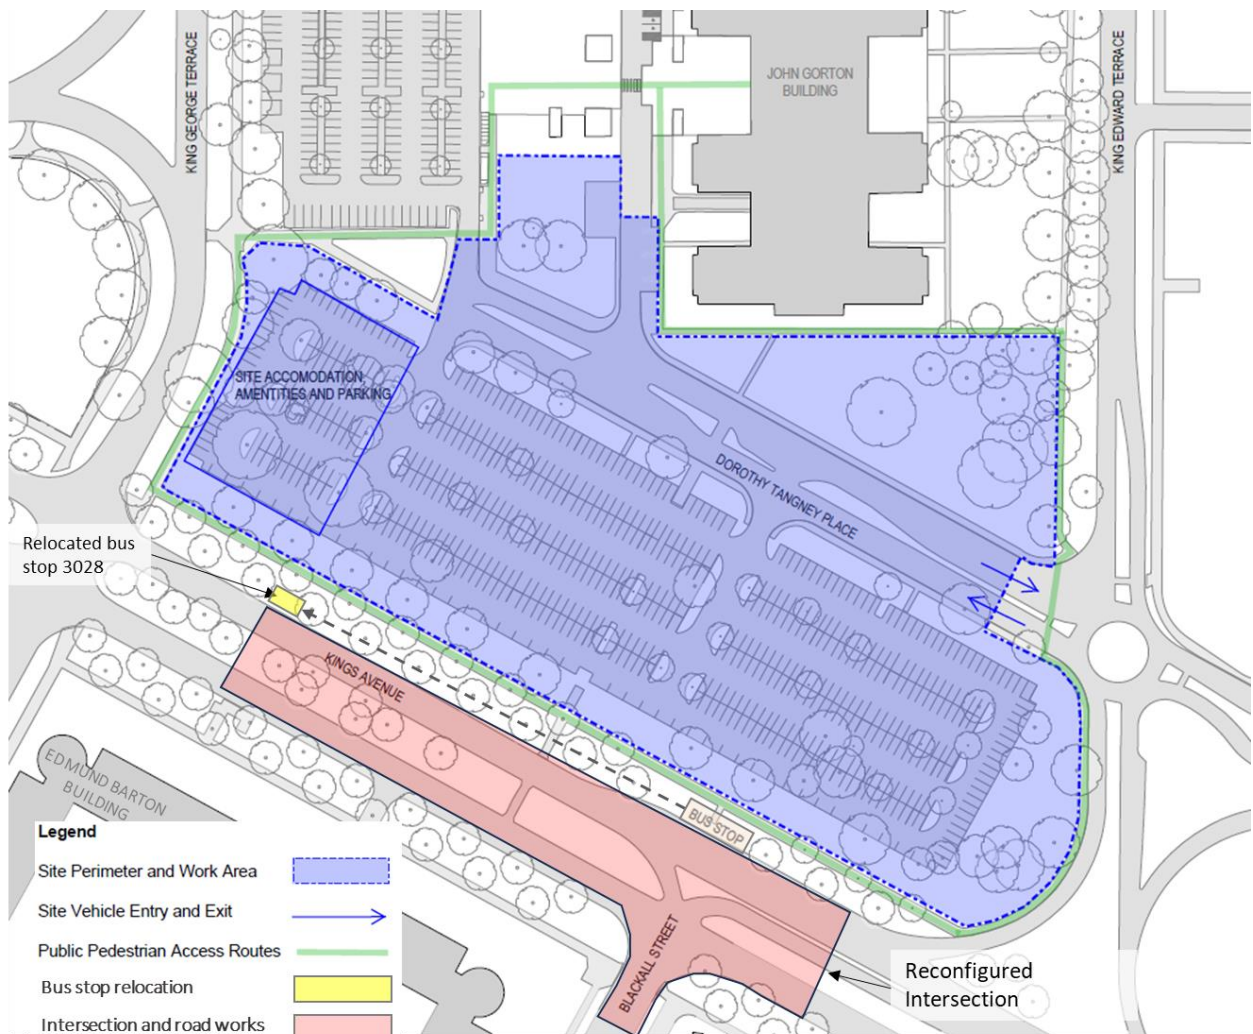 KING GEORGE TERRACE
JOHN GORTON
BUILDING
KING EDWARD TERRACE
SITE ACCOMODATION
AMENTITIES AND PARKING
DOROTHY TANGNEY PLACE
Relocated bus
stop 3028
KINGS AVENUE
BUS STOP
EDMUND BARTON
BUILDING
BLACKALL STREET
Reconfigured
Intersection
Legend
Site Perimeter and Work Area
Site Vehicle Entry and Exit
Public Pedestrian Access Routes
Bus stop relocation
Intersection and road works